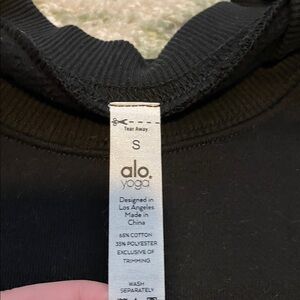 Tear Away
S
alo.
yoga
Designed in
Los Angeles
Made in
China
65% COTTON
35% POLYESTER
EXCLUSIVE OF
TRIMMING
WASH
SEPARATELY